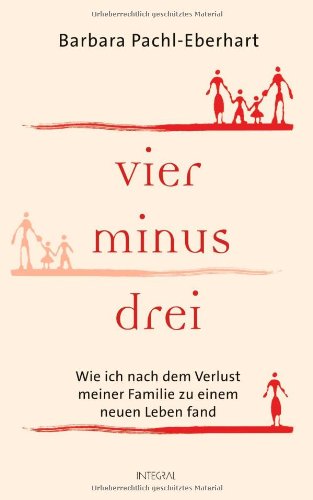 Urheberrechtlich geschütztes Material
Barbara Pachl-Eberhart
vier
minus
drei
Wie ich nach dem Verlust
meiner Familie zu einem
neuen Leben fand
INTEGRAL
Urheberrechtlich geschütztes Material